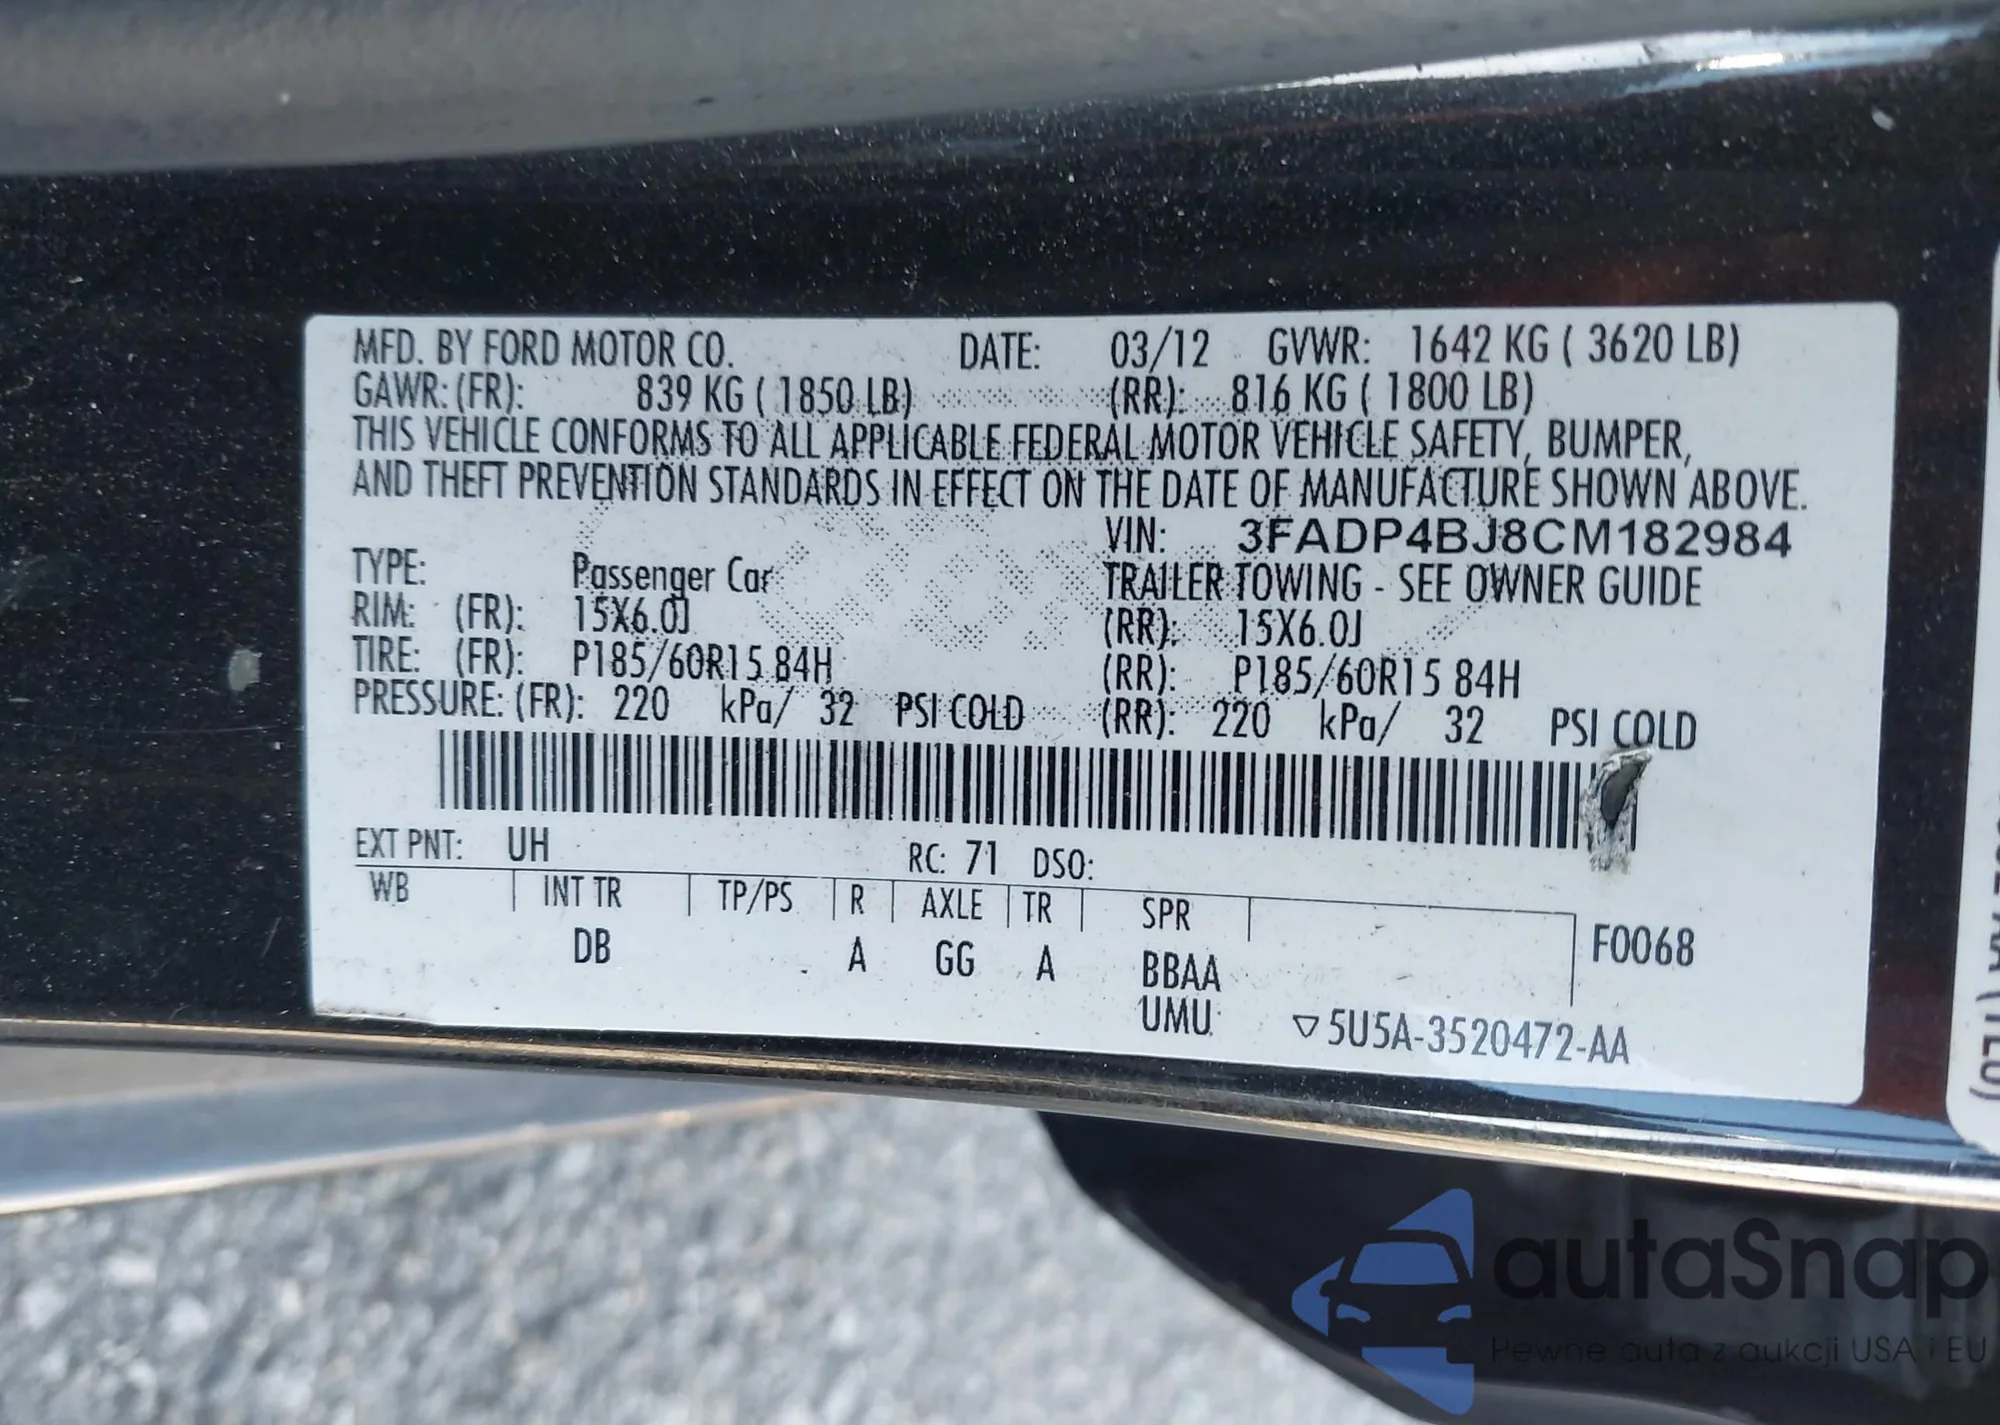 MFD. BY FORD MOTOR CO. DATE: 03/12 GVWR: 1642 KG ( 3620 LB)
GAWR: (FR): 839 KG ( 1850 LB) (RR): 816 KG ( 1800 LB)
THIS VEHICLE CONFORMS TO ALL APPLICABLE FEDERAL MOTOR VEHICLE SAFETY, BUMPER,
AND THEFT PREVENTION STANDARDS IN EFFECT ON THE DATE OF MANUFACTURE SHOWN ABOVE.
VIN: 3FADP4BJ8CM182984
TYPE: Passenger Car TRAILER TOWING - SEE OWNER GUIDE
RIM: (FR): 15X6.0J (RR): 15X6.0J
TIRE: (FR): P185/60R15 84H (RR): P185/60R15 84H
PRESSURE: (FR): 220 kPa/ 32 PSI COLD (RR): 220 kPa/ 32 PSI COLD
EXT PNT: UH RC: 71 DSO:
WB INT TR TP/PS R AXLE TR SPR
DB A GG A BBAA F0068
UMU ▽5U5A-3520472-AA
autaSnap
Pewne auta z aukcji USA i EU